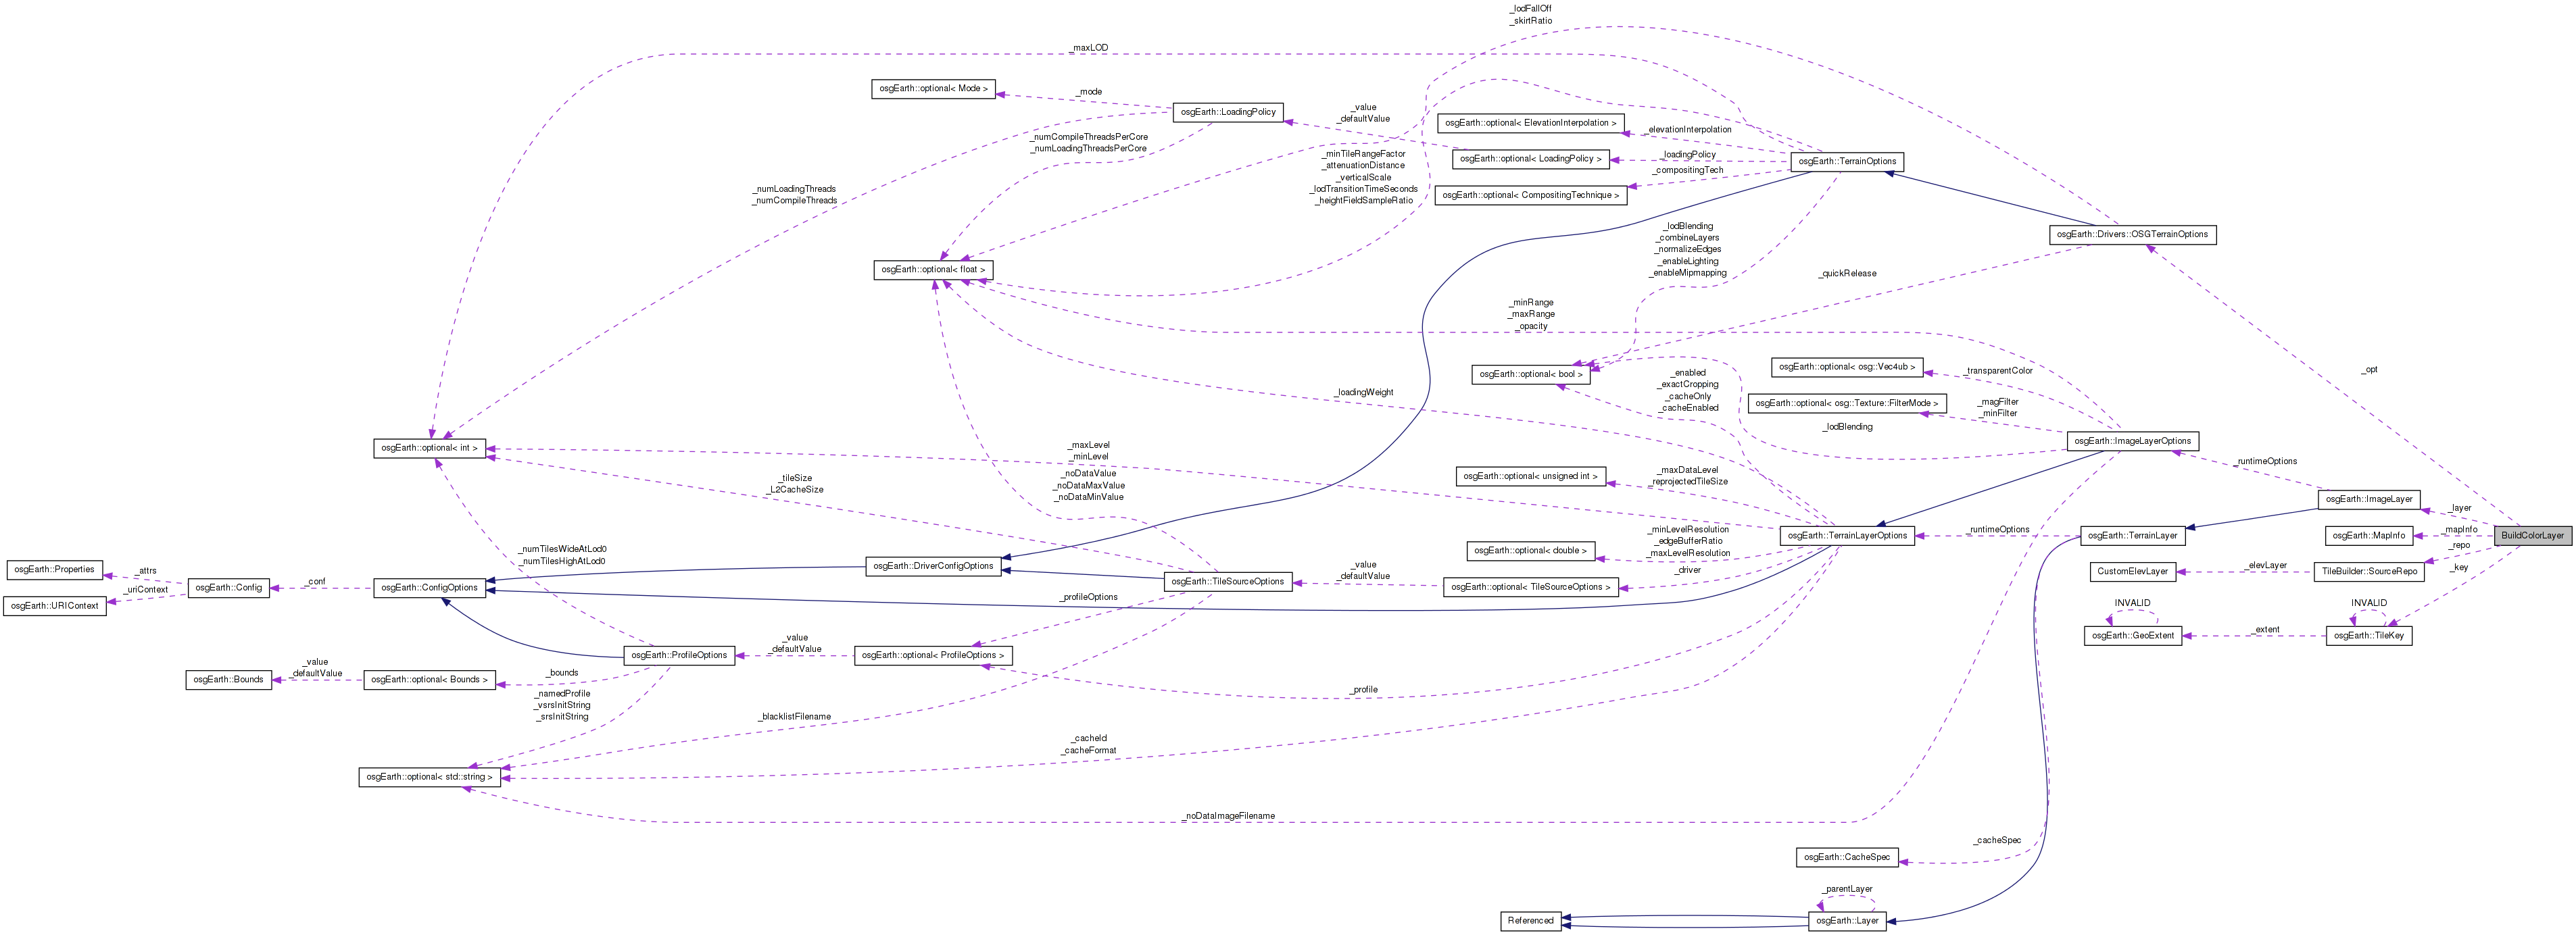 _lodFallOff
_skirtRatio
_maxLOD
osgEarth::optional< Mode >
_mode
osgEarth::LoadingPolicy
_value
_defaultValue
osgEarth::optional< ElevationInterpolation >
_elevationInterpolation
_numCompileThreadsPerCore
_numLoadingThreadsPerCore
osgEarth::optional< LoadingPolicy >
_loadingPolicy
osgEarth::TerrainOptions
_minTileRangeFactor
_attenuationDistance
_verticalScale
_lodTransitionTimeSeconds
_heightFieldSampleRatio
_compositingTech
osgEarth::optional< CompositingTechnique >
_numLoadingThreads
_numCompileThreads
_lodBlending
_combineLayers
_normalizeEdges
_enableLighting
_enableMipmapping
osgEarth::Drivers::OSGTerrainOptions
osgEarth::optional< float >
_quickRelease
_minRange
_maxRange
_opacity
osgEarth::optional< bool >
osgEarth::optional< osg::Vec4ub >
_transparentColor
_opt
_loadingWeight
_enabled
_exactCropping
_cacheOnly
_cacheEnabled
osgEarth::optional< osg::Texture::FilterMode >
_magFilter
_minFilter
_lodBlending
osgEarth::ImageLayerOptions
osgEarth::optional< int >
_maxLevel
_minLevel
_runtimeOptions
_tileSize
_L2CacheSize
_noDataValue
_noDataMaxValue
_noDataMinValue
osgEarth::optional< unsigned int >
_maxDataLevel
_reprojectedTileSize
osgEarth::ImageLayer
_layer
_minLevelResolution
_edgeBufferRatio
_maxLevelResolution
osgEarth::TerrainLayerOptions
_runtimeOptions
osgEarth::TerrainLayer
osgEarth::MapInfo
_mapInfo
BuildColorLayer
_numTilesWideAtLod0
_numTilesHighAtLod0
osgEarth::optional< double >
_repo
osgEarth::Properties
_attrs
osgEarth::DriverConfigOptions
_value
_defaultValue
_driver
CustomElevLayer
_elevLayer
TileBuilder::SourceRepo
_key
osgEarth::Config
_conf
osgEarth::ConfigOptions
osgEarth::TileSourceOptions
osgEarth::optional< TileSourceOptions >
_uriContext
osgEarth::URIContext
_profileOptions
INVALID
INVALID
osgEarth::GeoExtent
_extent
osgEarth::TileKey
osgEarth::ProfileOptions
_value
_defaultValue
osgEarth::optional< ProfileOptions >
osgEarth::Bounds
_value
_defaultValue
osgEarth::optional< Bounds >
_bounds
_namedProfile
_vsrsInitString
_srsInitString
_profile
_blacklistFilename
_cacheId
_cacheFormat
osgEarth::optional< std::string >
_noDataImageFilename
_cacheSpec
osgEarth::CacheSpec
_parentLayer
Referenced
osgEarth::Layer